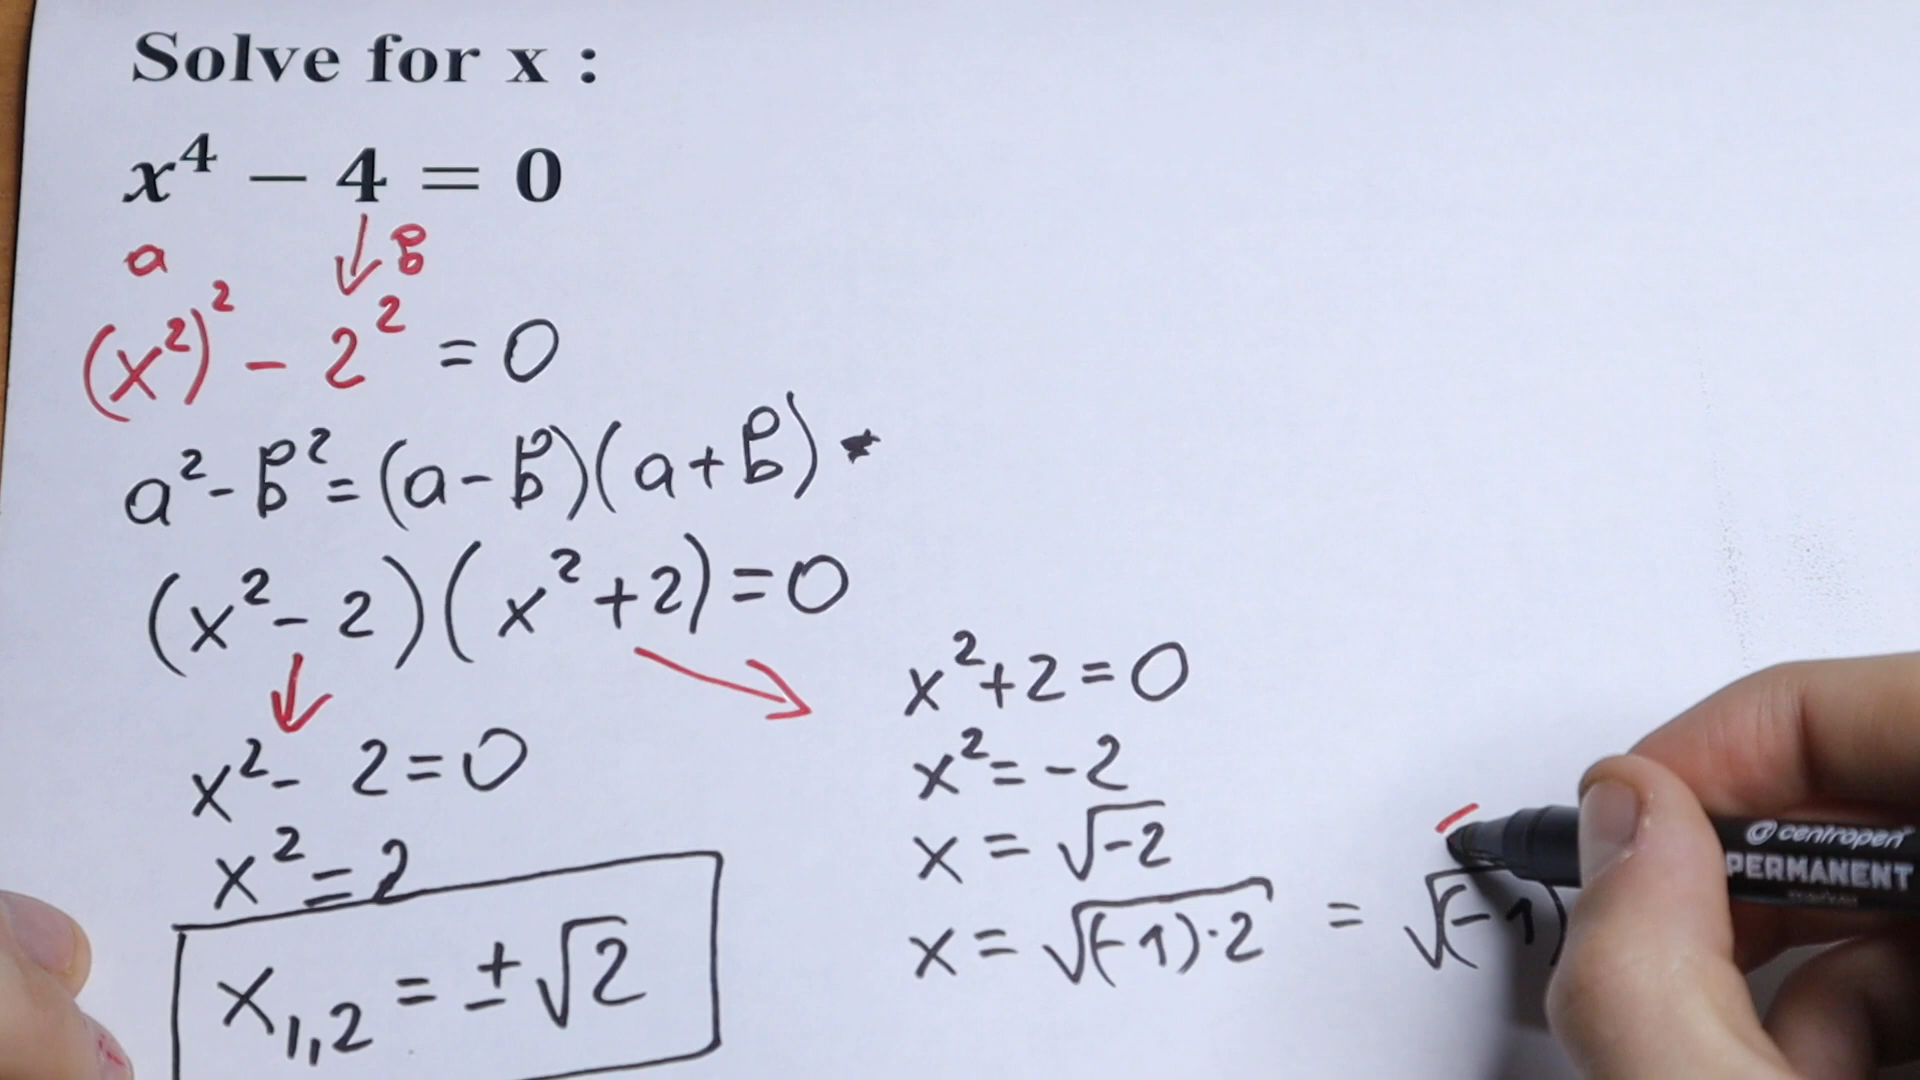 Solve for x :
x⁴ − 4 = 0
a b
(x²)² - 2² = 0
a² - b² = (a - b)(a + b)
(x² - 2)(x² + 2) = 0
x² - 2 = 0
x² = 2
x₁,₂ = ±√2
x² + 2 = 0
x² = -2
x = √-2
x = √(-1)·2 = √(-1)
centropen
PERMANENT